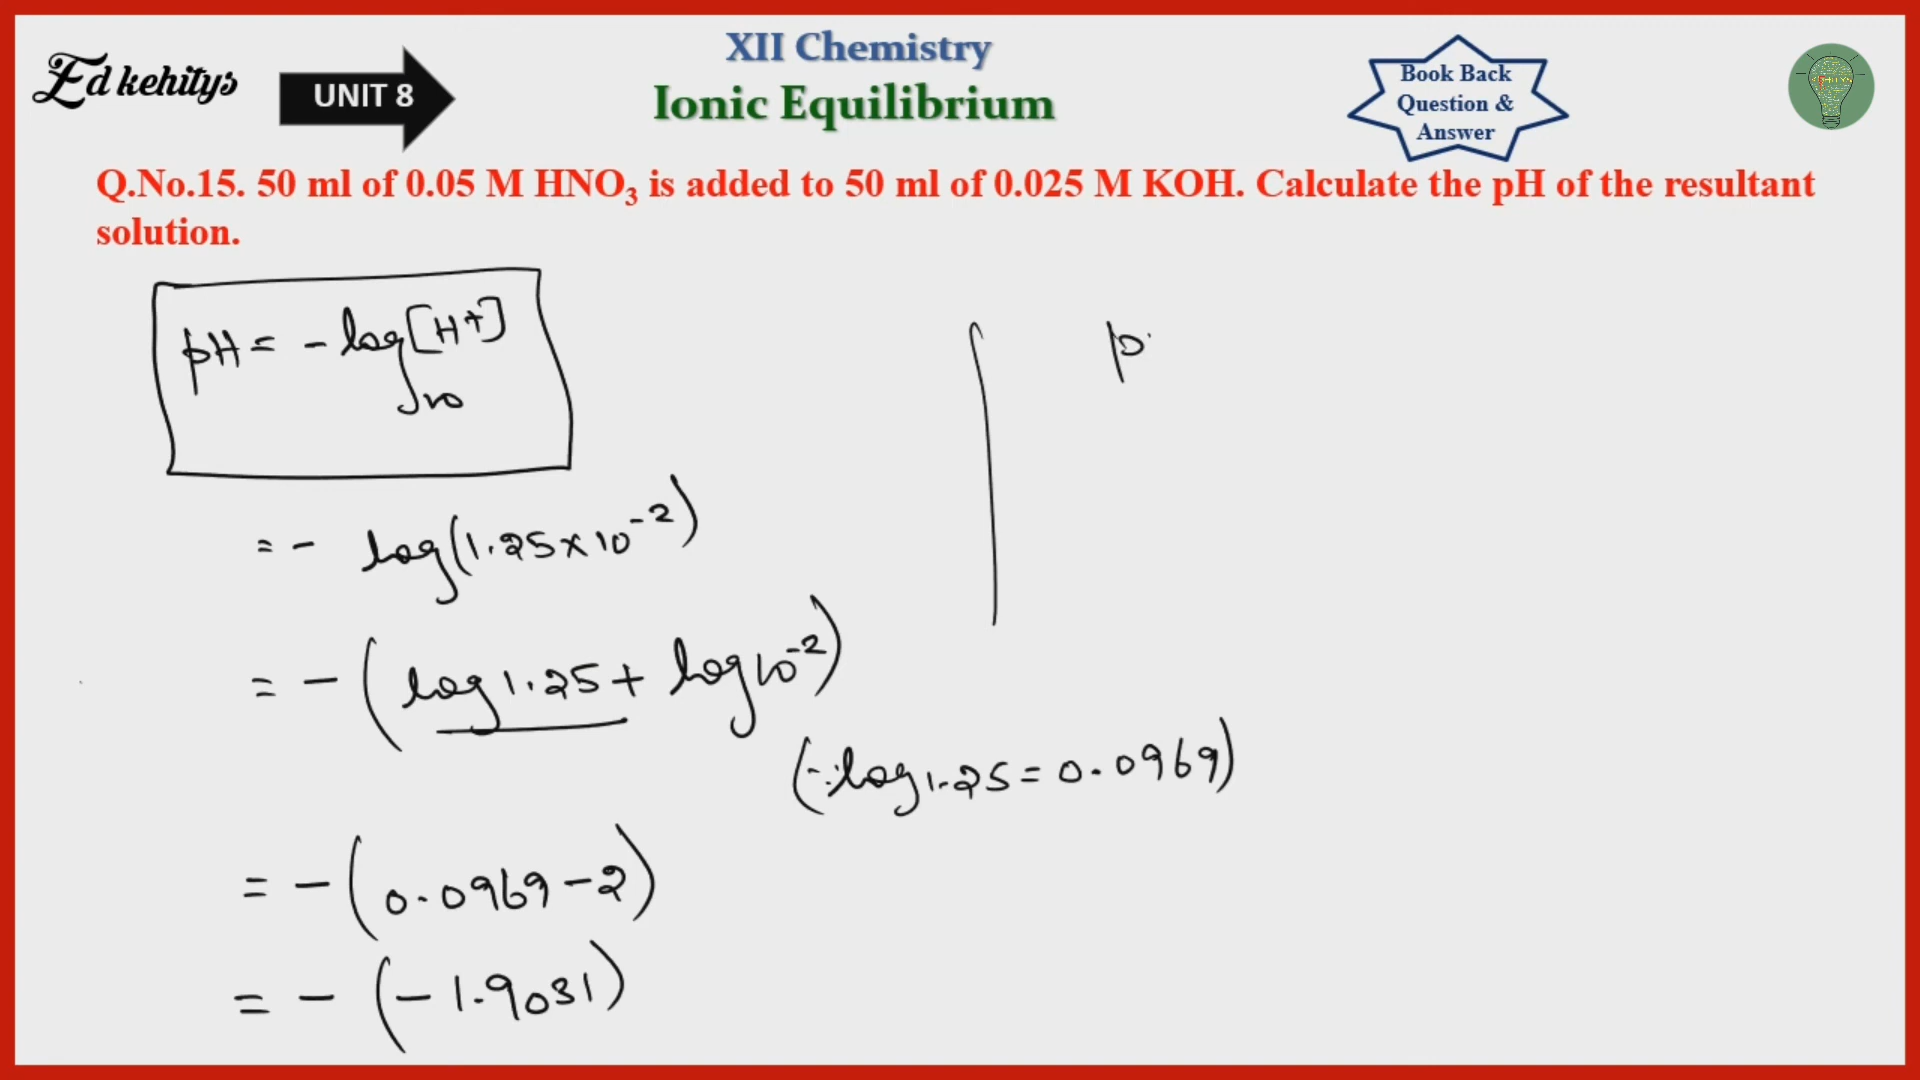 Ed kehitys
UNIT 8
XII Chemistry
Ionic Equilibrium
Book Back
Question &
Answer
Q.No.15. 50 ml of 0.05 M HNO₃ is added to 50 ml of 0.025 M KOH. Calculate the pH of the resultant
solution.
pH = - log₁₀[H+]
= - log(1.25×10⁻²)
= - (log 1.25 + log 10⁻²)
(∵ log 1.25 = 0.0969)
= - (0.0969 - 2)
= - (- 1.9031)
p